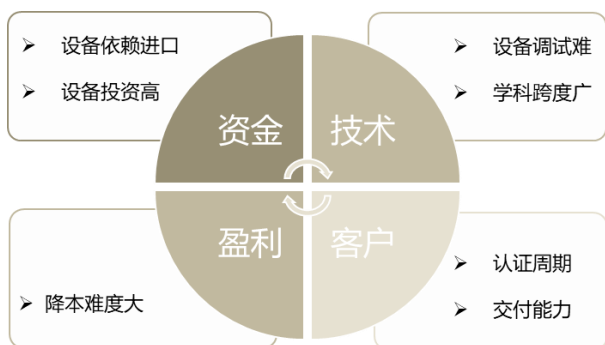 设备依赖进口
设备投资高
设备调试难
学科跨度广
资金
技术
盈利
客户
降本难度大
认证周期
交付能力